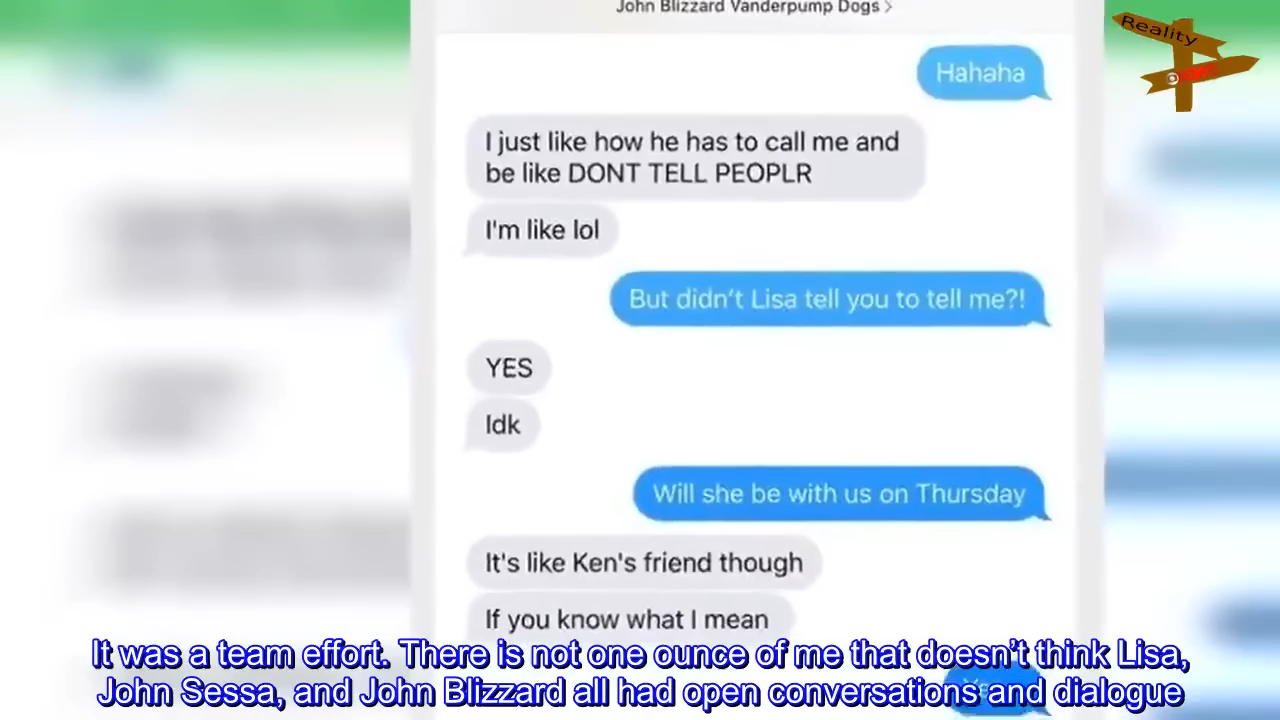 John Blizzard Vanderpump Dogs >
Reality
Hahaha
I just like how he has to call me and
be like DONT TELL PEOPLR
I'm like lol
But didn't Lisa tell you to tell me?!
YES
Idk
Will she be with us on Thursday
It's like Ken's friend though
If you know what I mean
It was a team effort. There is not one ounce of me that doesn't think Lisa,
John Sessa, and John Blizzard all had open conversations and dialogue